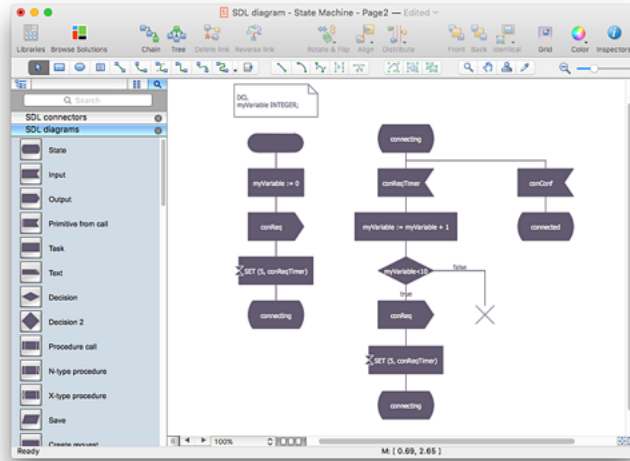 SDL diagram - State Machine - Page2 — Edited
Libraries Browse Solutions Chain Tree Delete link Reverse link Rotate & Flip Align Distribute Front Back Identical Grid Color Inspectors
Search
SDL connectors
SDL diagrams
State
Input
Output
Primitive from call
Task
Text
Decision
Decision 2
Procedure call
N-type procedure
X-type procedure
Save
Create request
DCL
myVariable INTEGER;
myVariable := 0
conReq
SET (5, conReqTimer)
connecting
connecting
conReqTimer
myVariable := myVariable + 1
myVariable<10
false
true
conReq
SET (5, conReqTimer)
connecting
conConf
connected
100%
Ready
M: [ 0.69, 2.65 ]